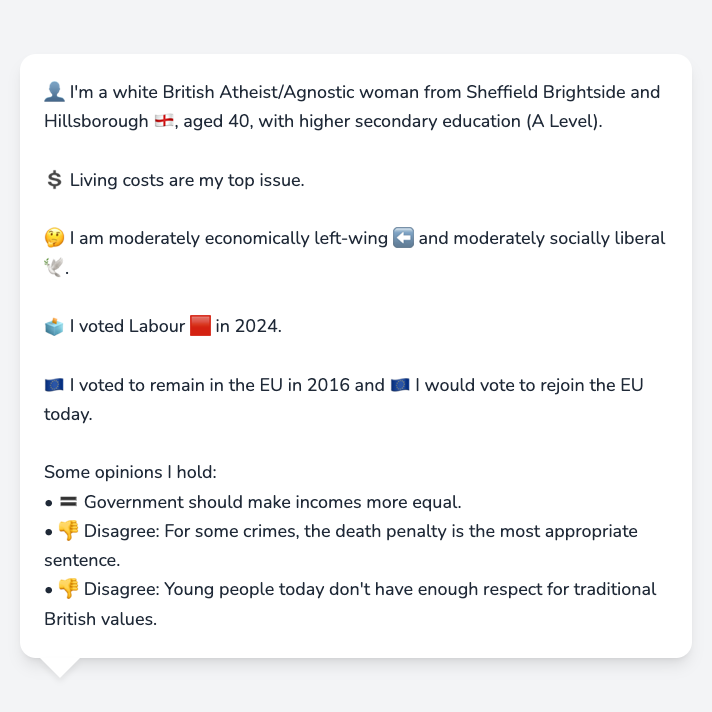 👤 I'm a white British Atheist/Agnostic woman from Sheffield Brightside and
Hillsborough 🏴󠁧󠁢󠁥󠁮󠁧󠁿, aged 40, with higher secondary education (A Level).
💲 Living costs are my top issue.
🤔 I am moderately economically left-wing ⬅️ and moderately socially liberal
🕊️.
🗳️ I voted Labour 🟥 in 2024.
🇪🇺 I voted to remain in the EU in 2016 and 🇪🇺 I would vote to rejoin the EU
today.
Some opinions I hold:
• 🟰 Government should make incomes more equal.
• 👎 Disagree: For some crimes, the death penalty is the most appropriate
sentence.
• 👎 Disagree: Young people today don't have enough respect for traditional
British values.